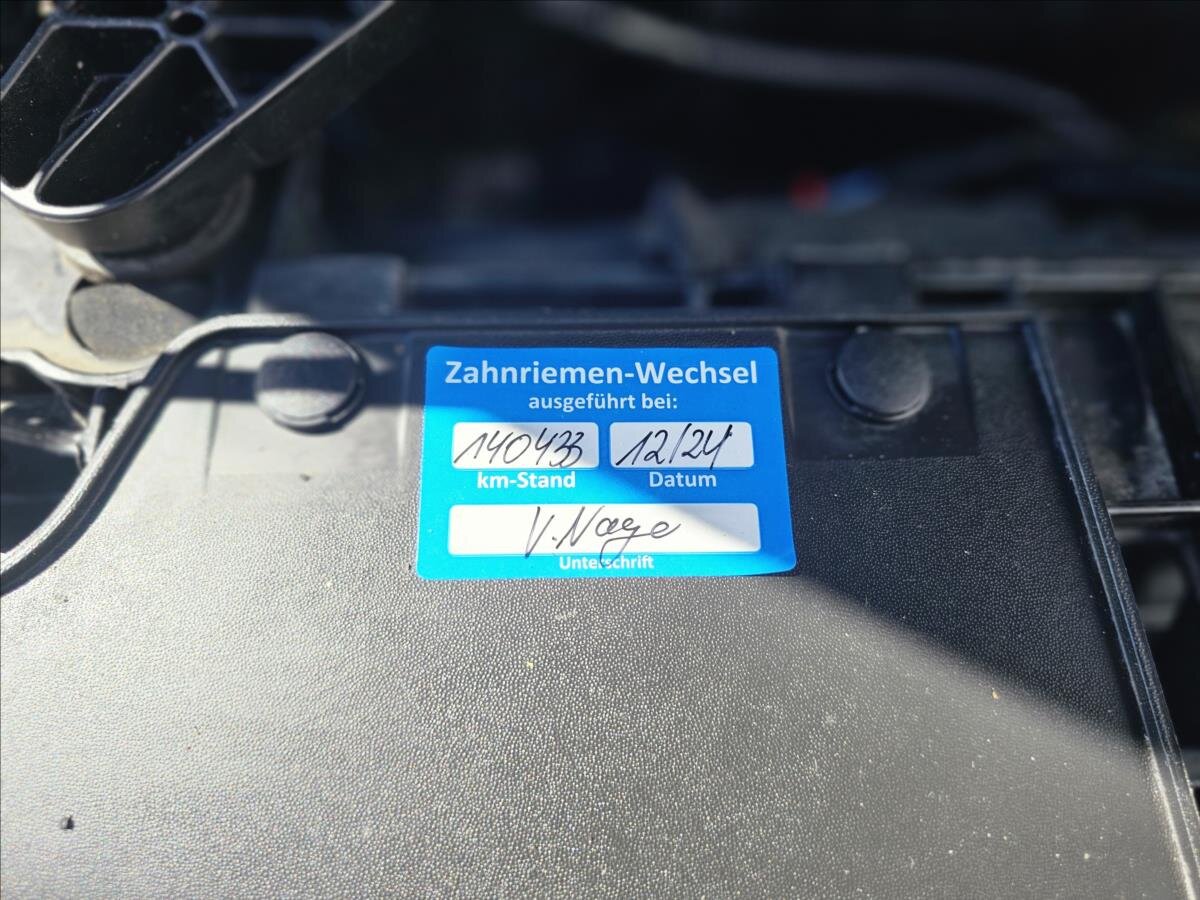 Zahnriemen-Wechsel
ausgeführt bei:
140433 12/24
km-Stand Datum
V. Nage
Unterschrift